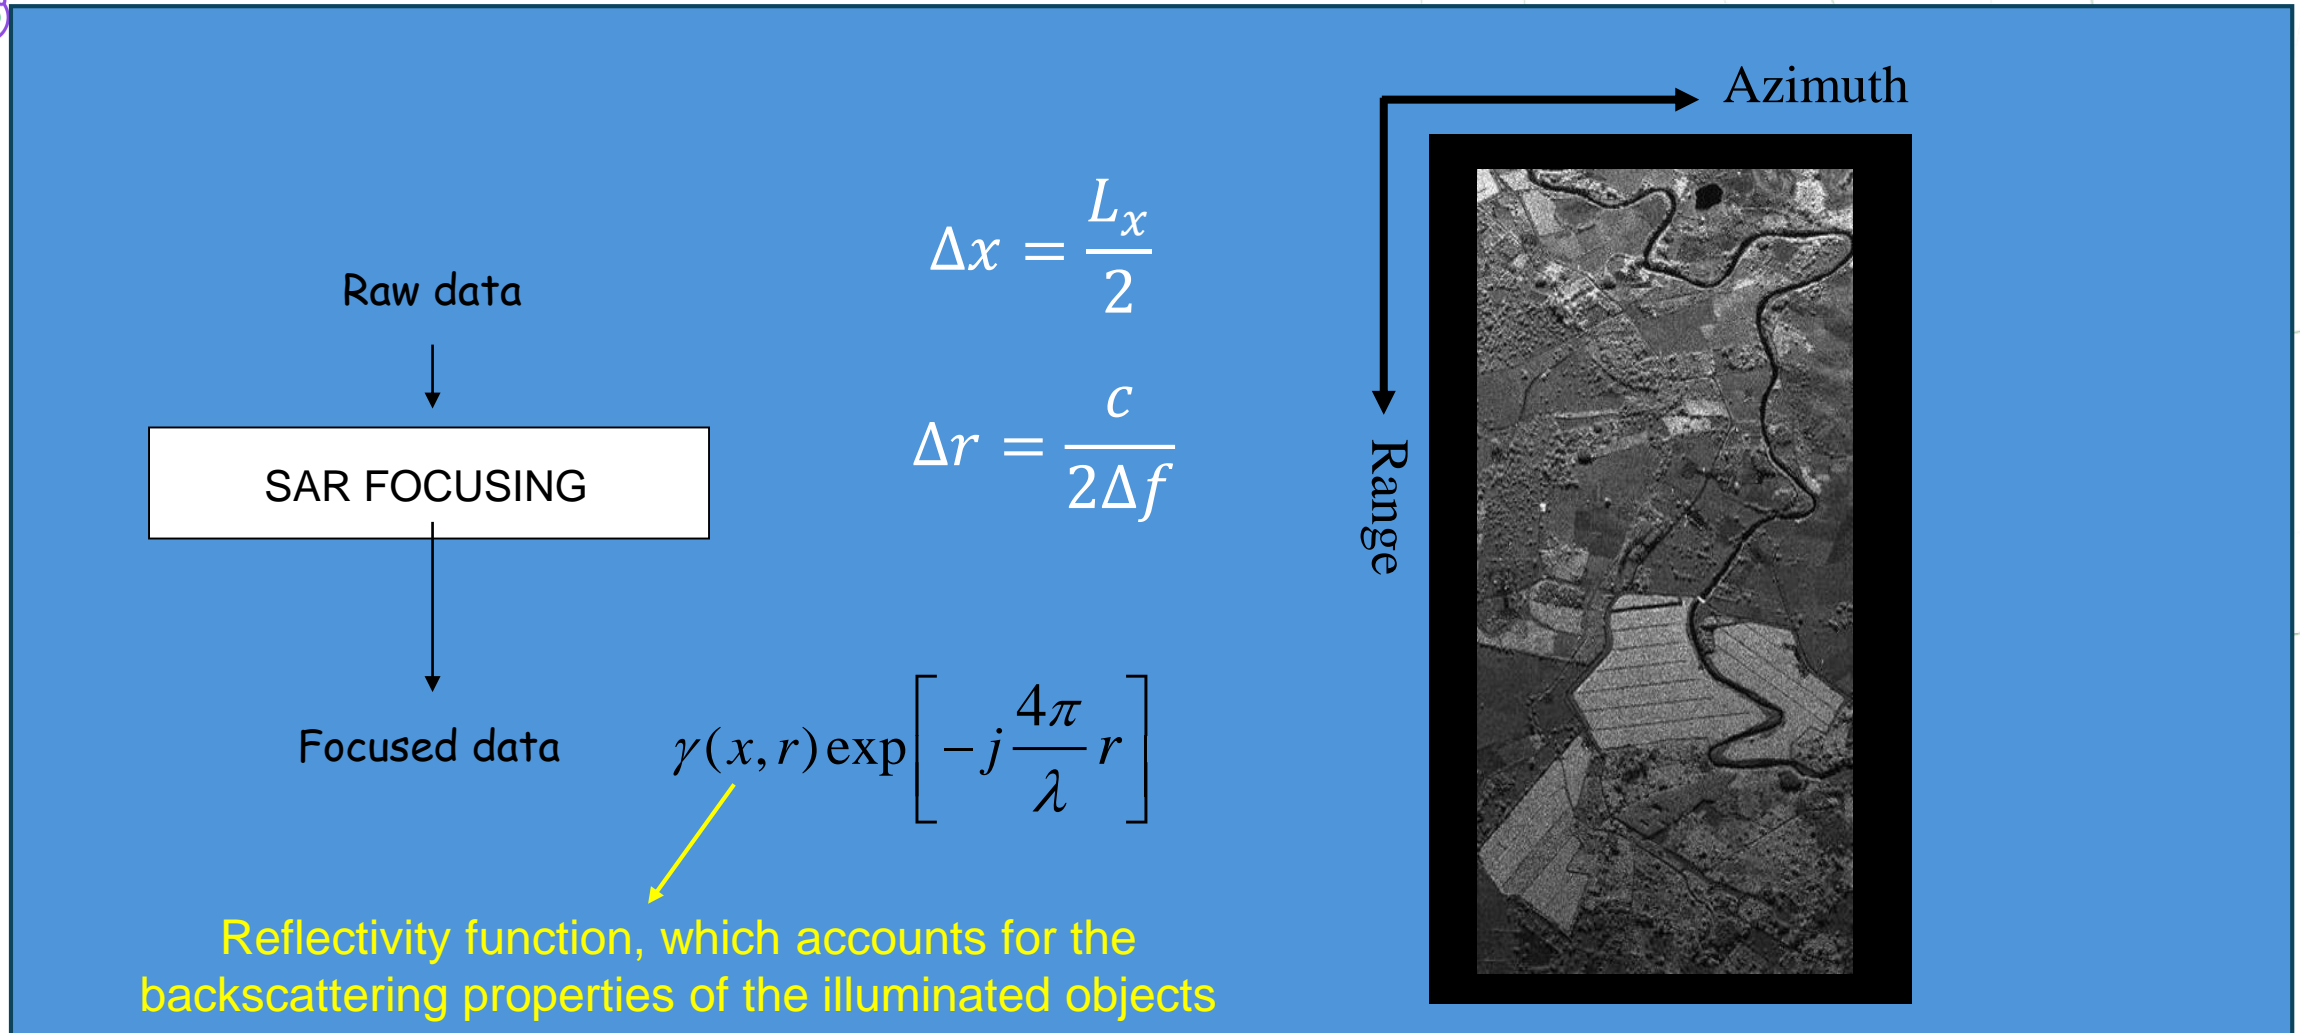 Azimuth
Range
Raw data
SAR FOCUSING
Focused data
Δx = L_x / 2
Δr = c / 2Δf
γ(x, r) exp[ −j 4π/λ r ]
Reflectivity function, which accounts for the
backscattering properties of the illuminated objects